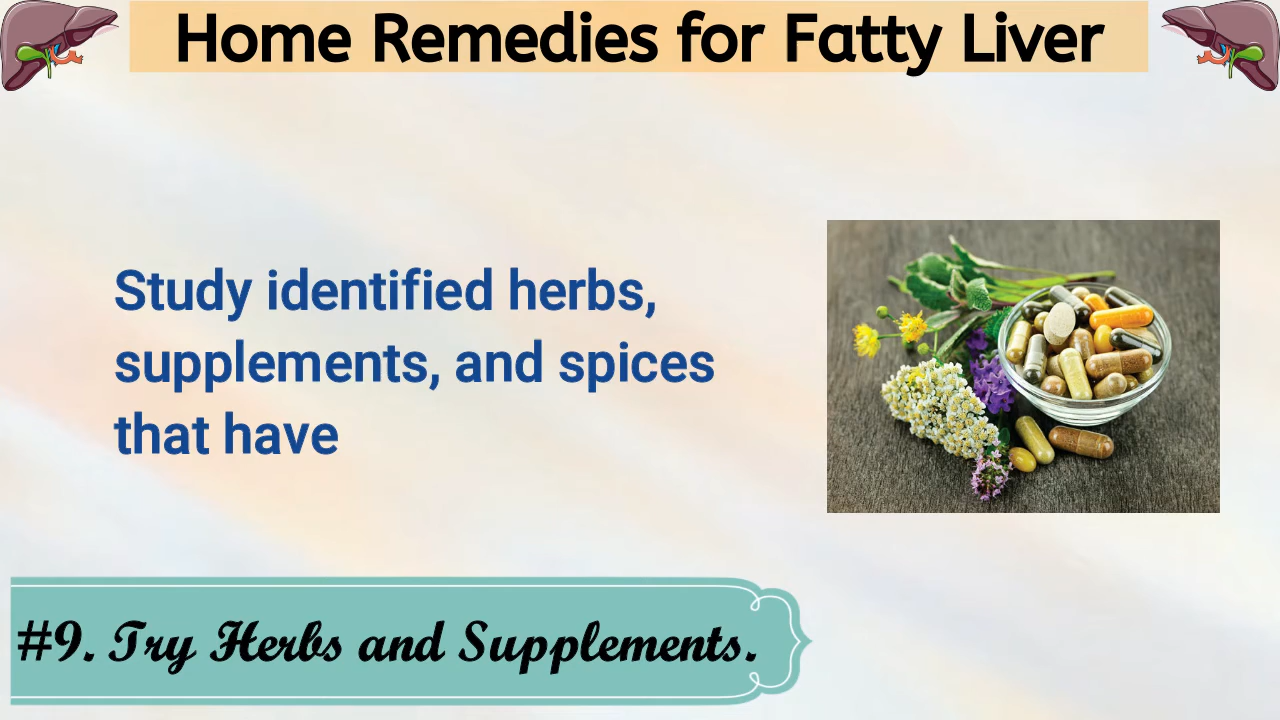 Home Remedies for Fatty Liver
Study identified herbs,
supplements, and spices
that have
#9. Try Herbs and Supplements.